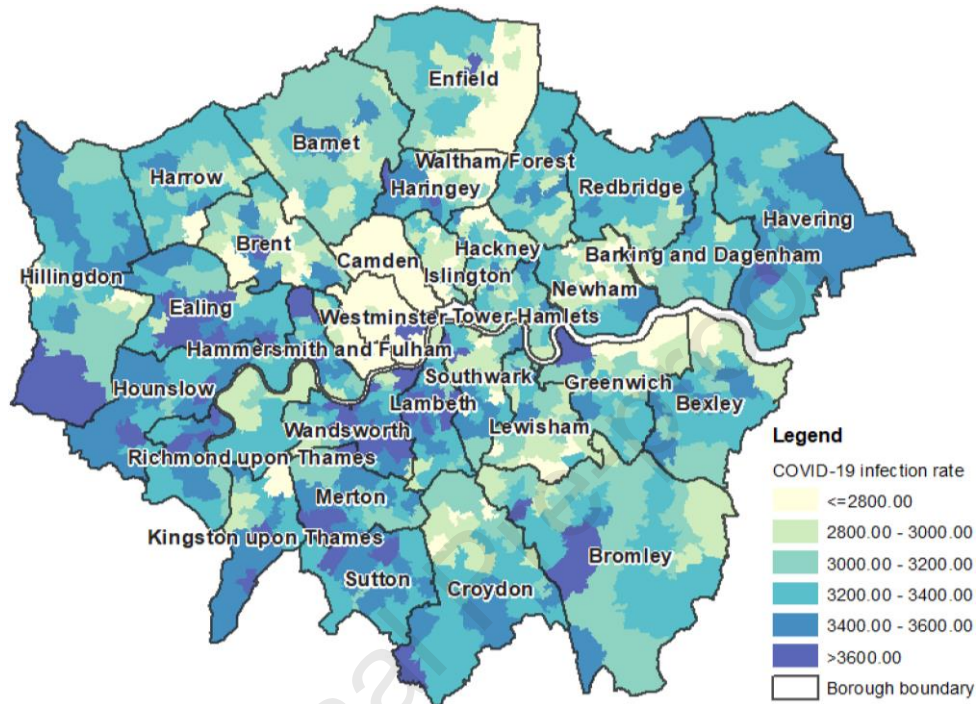 Enfield
Barnet
Waltham Forest
Harrow
Haringey
Redbridge
Havering
Brent
Hackney
Camden
Islington
Barking and Dagenham
Hillingdon
Newham
Ealing
Westminster
Tower Hamlets
Hammersmith and Fulham
Southwark
Greenwich
Hounslow
Lambeth
Bexley
Wandsworth
Lewisham
Richmond upon Thames
Merton
Kingston upon Thames
Bromley
Sutton
Croydon
Legend
COVID-19 infection rate
<=2800.00
2800.00 - 3000.00
3000.00 - 3200.00
3200.00 - 3400.00
3400.00 - 3600.00
>3600.00
Borough boundary